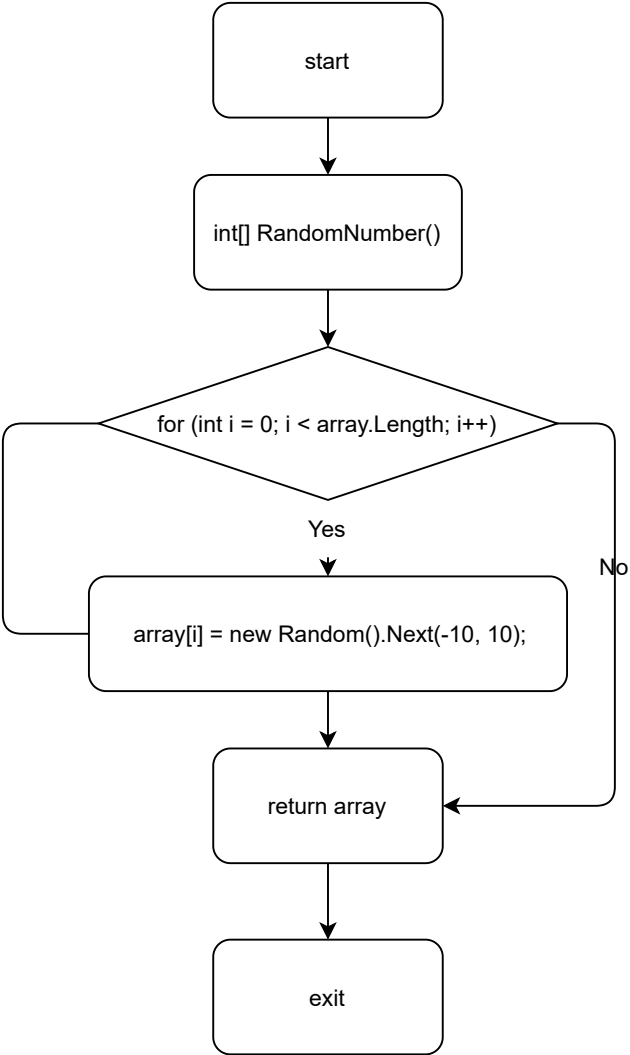 start
int[] RandomNumber()
for (int i = 0; i < array.Length; i++)
Yes
No
array[i] = new Random().Next(-10, 10);
return array
exit